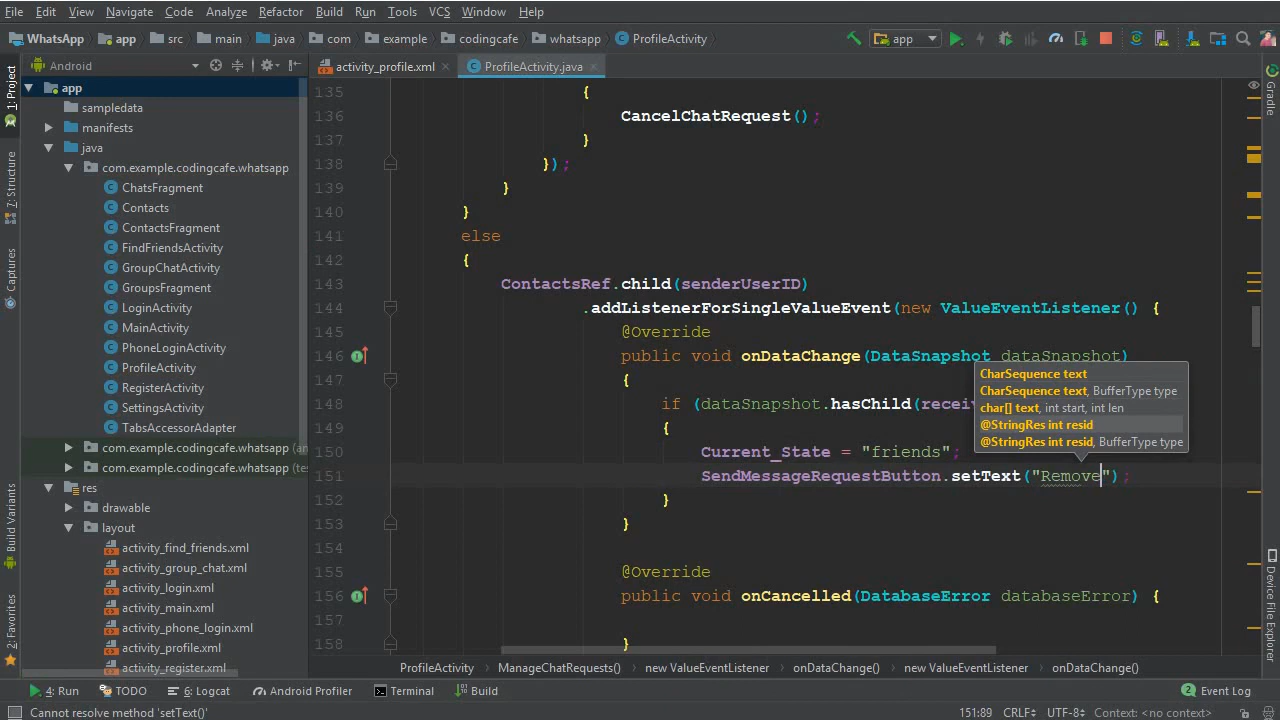 File Edit View Navigate Code Analyze Refactor Build Run Tools VCS Window Help
WhatsApp app src main java com example codingcafe whatsapp ProfileActivity app
1: Project
7: Structure
Captures
Build Variants
2: Favorites
Android
app
sampledata
manifests
java
com.example.codingcafe.whatsapp
ChatsFragment
Contacts
ContactsFragment
FindFriendsActivity
GroupChatActivity
GroupsFragment
LoginActivity
MainActivity
PhoneLoginActivity
ProfileActivity
RegisterActivity
SettingsActivity
TabsAccessorAdapter
com.example.codingcafe.whatsapp (an
com.example.codingcafe.whatsapp (te
res
drawable
layout
activity_find_friends.xml
activity_group_chat.xml
activity_login.xml
activity_main.xml
activity_phone_login.xml
activity_profile.xml
activity_register.xml
activity_profile.xml ProfileActivity.java
135 {
136 CancelChatRequest();
137 }
138 });
139 }
140 }
141 else
142 {
143 ContactsRef.child(senderUserID)
144 .addListenerForSingleValueEvent(new ValueEventListener() {
145 @Override
146 public void onDataChange(DataSnapshot dataSnapshot)
147 {
148 if (dataSnapshot.hasChild(recei
149 {
150 Current_State = "friends";
151 SendMessageRequestButton.setText("Remove");
152 }
153 }
154
155 @Override
156 public void onCancelled(DatabaseError databaseError) {
157
158 }
CharSequence text
CharSequence text, BufferType type
char[] text, int start, int len
@StringRes int resid
@StringRes int resid, BufferType type
ProfileActivity ManageChatRequests() new ValueEventListener onDataChange() new ValueEventListener onDataChange()
Gradle
Device File Explorer
4: Run TODO 6: Logcat Android Profiler Terminal Build 2 Event Log
Cannot resolve method 'setText()' 151:89 CRLF UTF-8 Context: <no context>